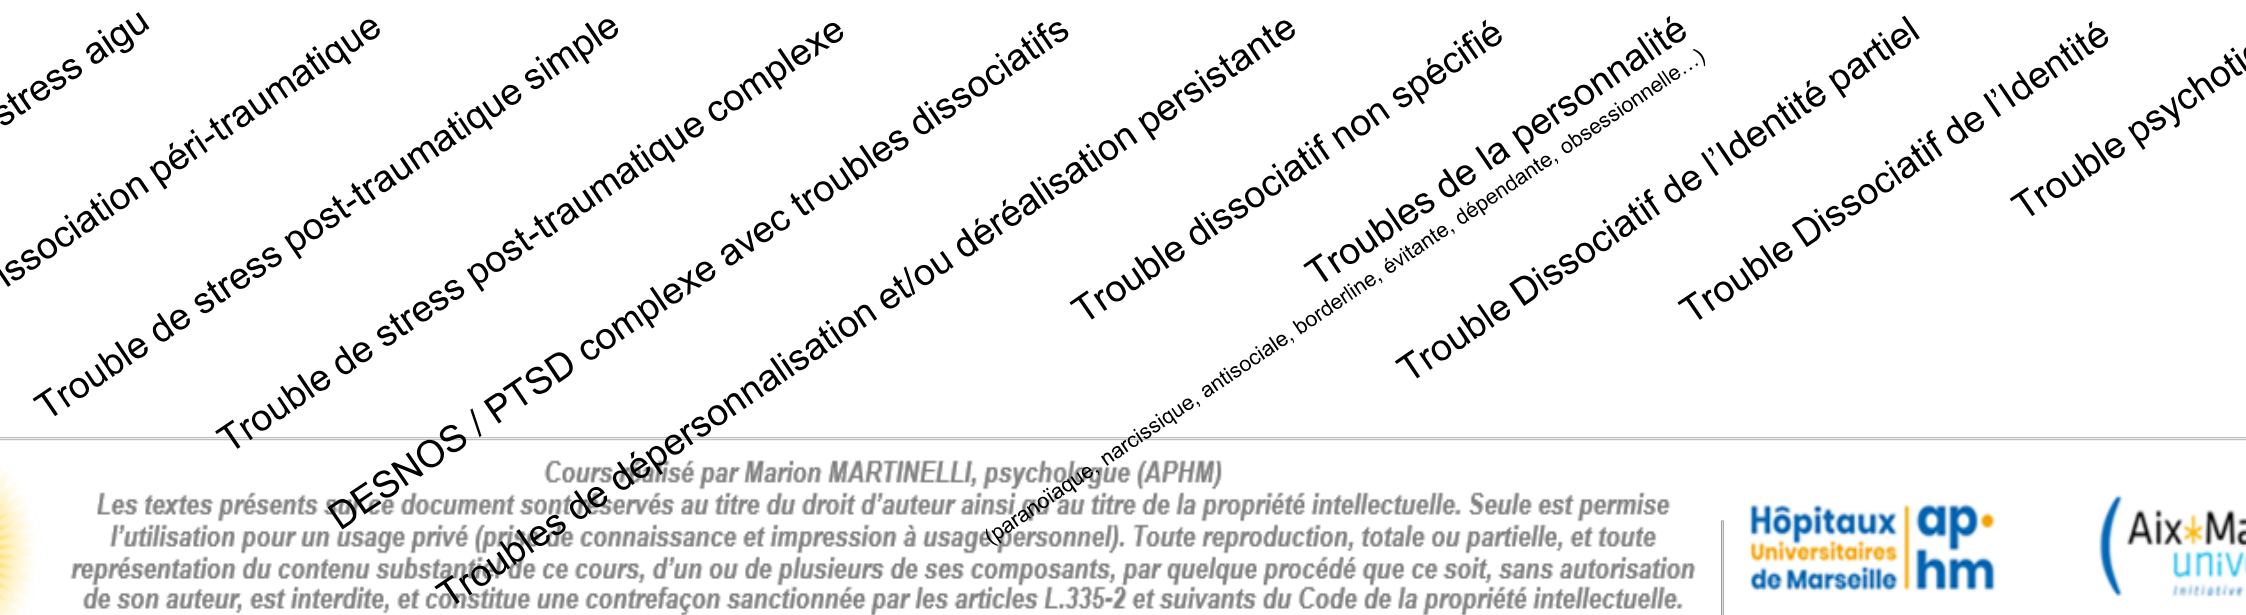 stress aigu
issociation péri-traumatique
Trouble de stress post-traumatique simple
Trouble de stress post-traumatique complexe
DESNOS / PTSD complexe avec troubles dissociatifs
Troubles de dépersonnalisation et/ou déréalisation persistante
Trouble dissociatif non spécifié
Troubles de la personnalité
(paranoïaque, narcissique, antisociale, borderline, évitante, dépendante, obsessionnelle…)
Trouble Dissociatif de l’Identité partiel
Trouble Dissociatif de l’Identité
Trouble psychoti
Cours par Marion MARTINELLI, psychologue (APHM)
Les textes présents ce document sont réservés au titre du droit d’auteur ainsi qu'au titre de la propriété intellectuelle. Seule est permise
l’utilisation pour un usage privé (prise de connaissance et impression à usage personnel). Toute reproduction, totale ou partielle, et toute
représentation du contenu substantiel de ce cours, d’un ou de plusieurs de ses composants, par quelque procédé que ce soit, sans autorisation
de son auteur, est interdite, et constitue une contrefaçon sanctionnée par les articles L.335-2 et suivants du Code de la propriété intellectuelle.
Hôpitaux
Universitaires
de Marseille
ap•
hm
(Aix*Ma
univ
Initiative